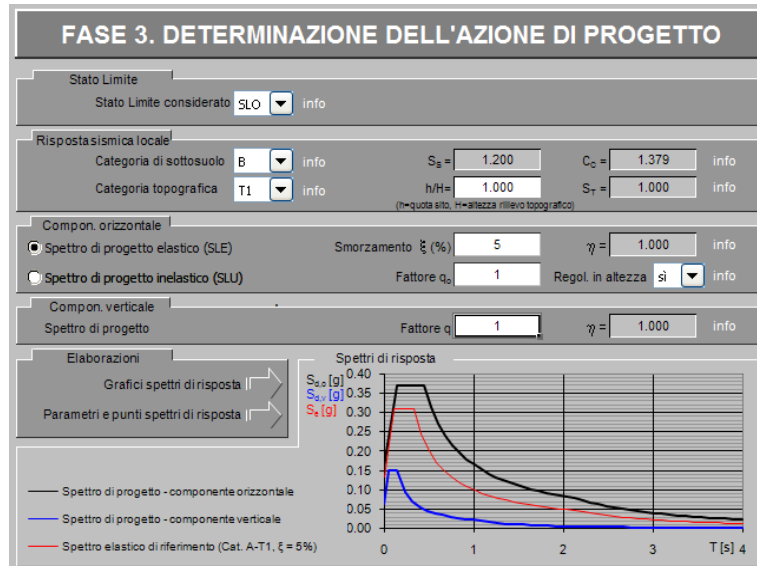 FASE 3. DETERMINAZIONE DELL'AZIONE DI PROGETTO
Stato Limite
Stato Limite considerato SLO info
Risposta sismica locale
Categoria di sottosuolo B info S_S = 1.200 C_C = 1.379 info
Categoria topografica T1 info h/H= 1.000 S_T = 1.000 info
(h=quota sito, H=altezza rilievo topografico)
Compon. orizzontale
Spettro di progetto elastico (SLE) Smorzamento ξ (%) 5 η = 1.000 info
Spettro di progetto inelastico (SLU) Fattore q_o 1 Regol. in altezza sì info
Compon. verticale
Spettro di progetto Fattore q 1 η = 1.000 info
Elaborazioni
Grafici spettri di risposta
Parametri e punti spettri di risposta
Spettri di risposta
S_d,o [g]
S_d,v [g]
S_e [g]
0.40
0.35
0.30
0.25
0.20
0.15
0.10
0.05
0.00
0 1 2 3 T [s] 4
Spettro di progetto - componente orizzontale
Spettro di progetto - componente verticale
Spettro elastico di riferimento (Cat. A-T1, ξ = 5%)